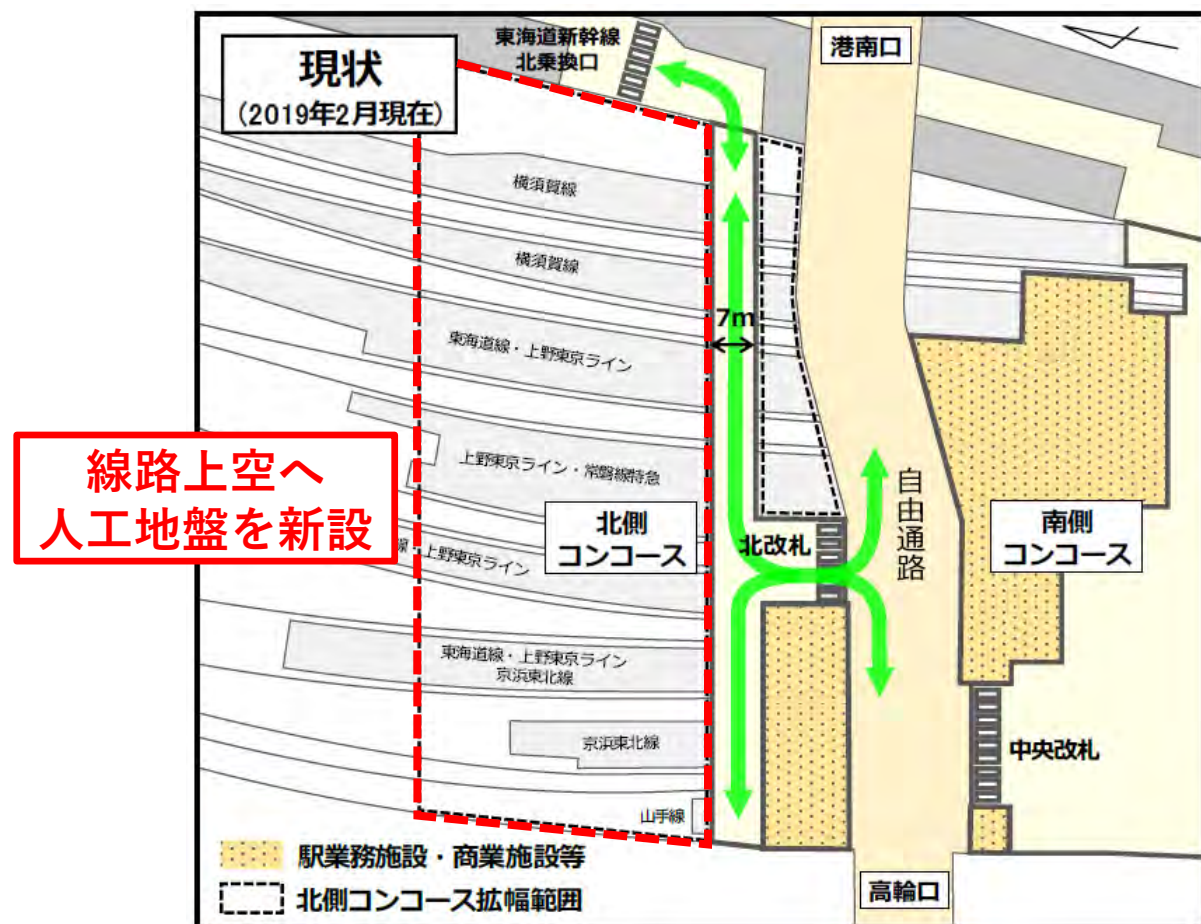 現状
(2019年2月現在)
東海道新幹線
北乗換口
港南口
横須賀線
横須賀線
7m
東海道線・上野東京ライン
線路上空へ
人工地盤を新設
上野東京ライン・常磐線特急
北側
コンコース
北改札
自由通路
南側
コンコース
線・上野東京ライン
東海道線・上野東京ライン
京浜東北線
京浜東北線
中央改札
山手線
駅業務施設・商業施設等
北側コンコース拡幅範囲
高輪口